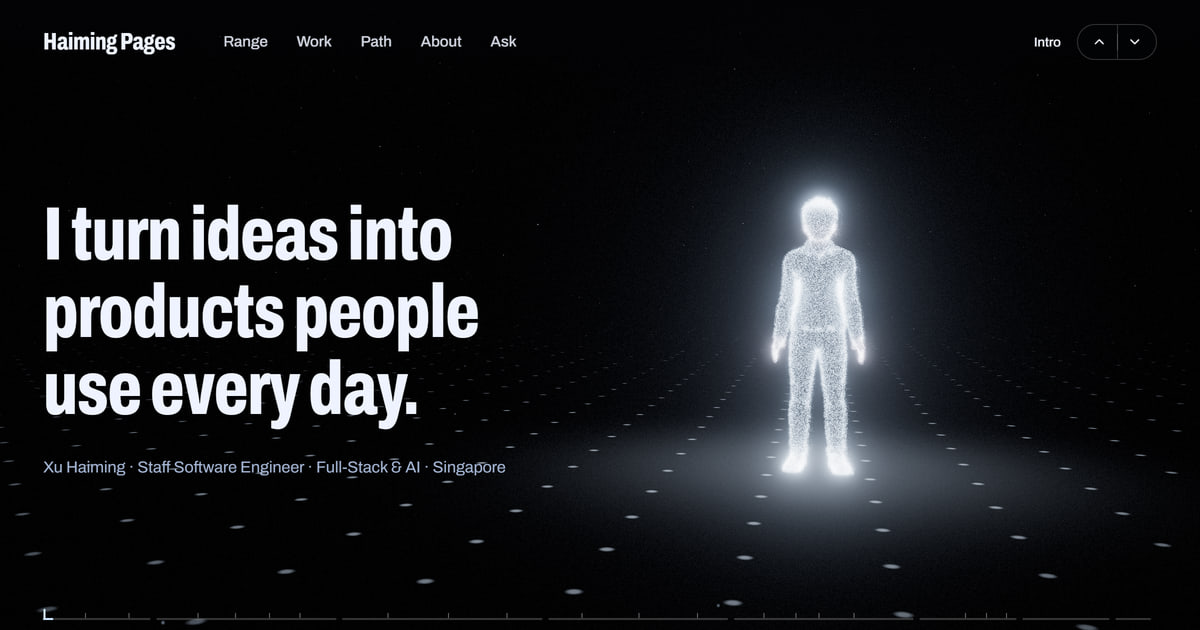 Haiming Pages
Range
Work
Path
About
Ask
Intro
I turn ideas into
products people
use every day.
Xu Haiming · Staff Software Engineer · Full-Stack & AI · Singapore